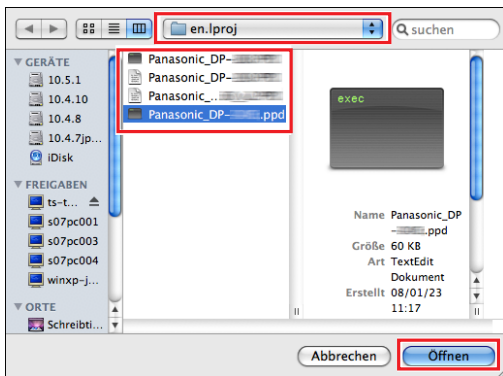 en.lproj
suchen
GERÄTE
10.5.1
10.4.10
10.4.8
10.4.7jp...
iDisk
FREIGABEN
ts-t...
s07pc001
s07pc003
s07pc004
winxp-j...
ORTE
Schreibti...
Panasonic_DP-
Panasonic_DP-
Panasonic_..
Panasonic_DP- .ppd
exec
Name Panasonic_DP
- .ppd
Größe 60 KB
Art TextEdit
Dokument
Erstellt 08/01/23
11:17
Abbrechen
Öffnen